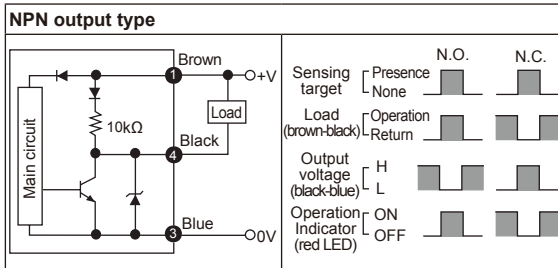 NPN output type
Brown
1
+V
Load
10kΩ
Main circuit
Black
4
Blue
3
0V
N.O. N.C.
Sensing target Presence None
Load (brown-black) Operation Return
Output voltage (black-blue) H L
Operation Indicator (red LED) ON OFF